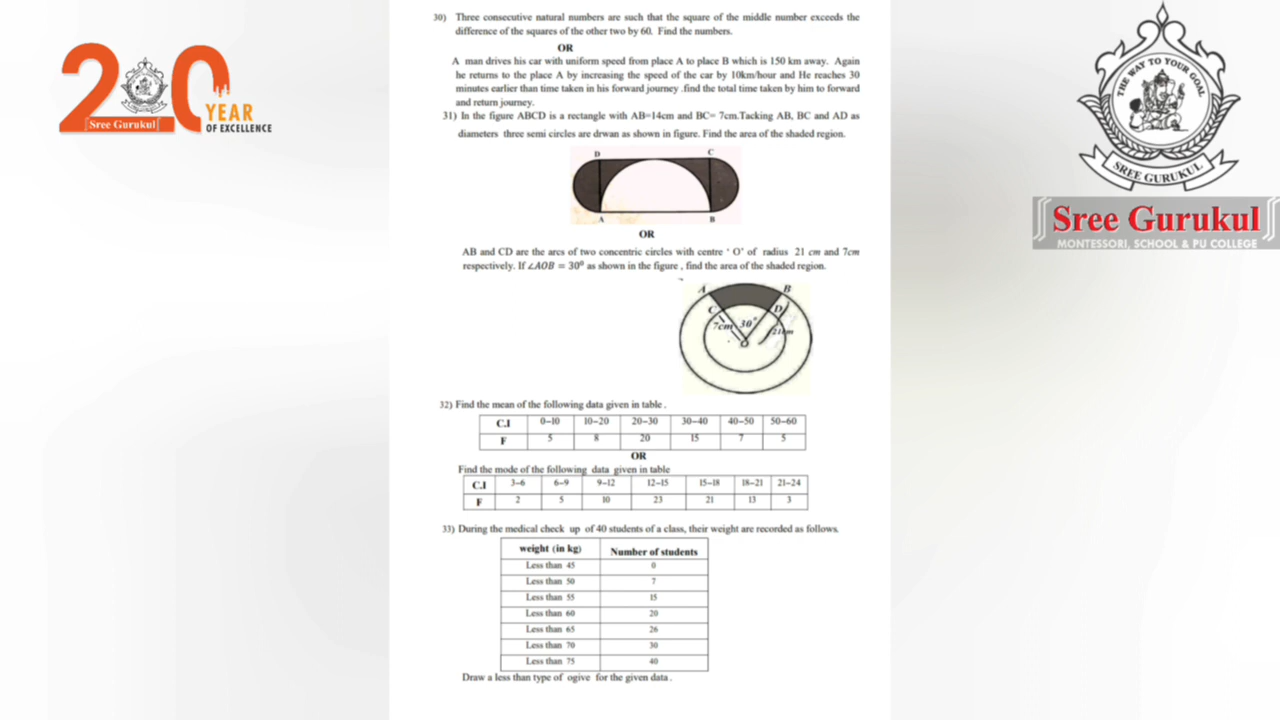 20
Sree Gurukul
YEAR
OF EXCELLENCE
THE WAY TO YOUR GOAL
SREE GURUKUL
Sree Gurukul
MONTESSORI, SCHOOL & PU COLLEGE
30) Three consecutive natural numbers are such that the square of the middle number exceeds the
difference of the squares of the other two by 60. Find the numbers.
OR
A man drives his car with uniform speed from place A to place B which is 150 km away. Again
he returns to the place A by increasing the speed of the car by 10km/hour and He reaches 30
minutes earlier than time taken in his forward journey .find the total time taken by him to forward
and return journey.
31) In the figure ABCD is a rectangle with AB=14cm and BC= 7cm.Tacking AB, BC and AD as
diameters three semi circles are drwan as shown in figure. Find the area of the shaded region.
D C
A B
OR
AB and CD are the arcs of two concentric circles with centre ‘ O’ of radius 21 cm and 7cm
respectively. If ∠AOB = 30⁰ as shown in the figure , find the area of the shaded region.
A B
C D
7cm 30° 21cm
O
32) Find the mean of the following data given in table .
C.I 0–10 10–20 20–30 30–40 40–50 50–60
F 5 8 20 15 7 5
OR
Find the mode of the following data given in table
C.I 3–6 6–9 9–12 12–15 15–18 18–21 21–24
F 2 5 10 23 21 13 3
33) During the medical check up of 40 students of a class, their weight are recorded as follows.
weight (in kg) Number of students
Less than 45 0
Less than 50 7
Less than 55 15
Less than 60 20
Less than 65 26
Less than 70 30
Less than 75 40
Draw a less than type of ogive for the given data .